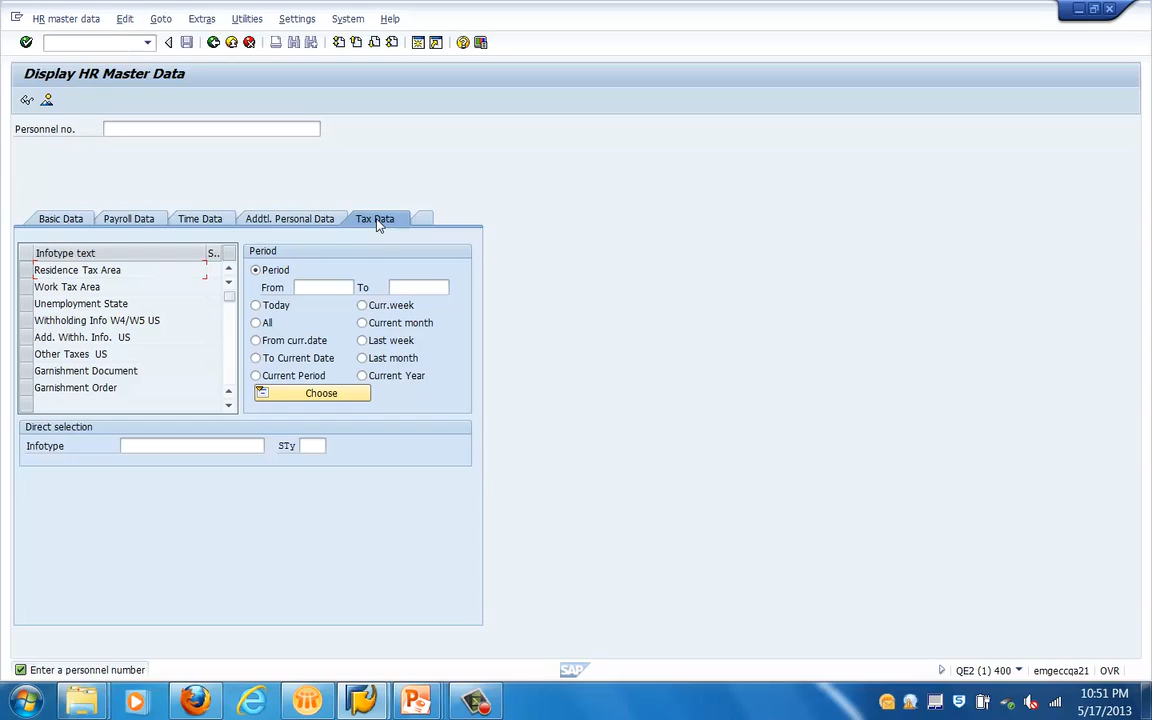 HR master data Edit Goto Extras Utilities Settings System Help
Display HR Master Data
Personnel no.
Basic Data Payroll Data Time Data Addtl. Personal Data Tax Data
Infotype text S..
Residence Tax Area
Work Tax Area
Unemployment State
Withholding Info W4/W5 US
Add. Withh. Info. US
Other Taxes US
Garnishment Document
Garnishment Order
Period
Period
From To
Today Curr.week
All Current month
From curr.date Last week
To Current Date Last month
Current Period Current Year
Choose
Direct selection
Infotype STy
Enter a personnel number
SAP
QE2 (1) 400 emgeccqa21 OVR
10:51 PM
5/17/2013